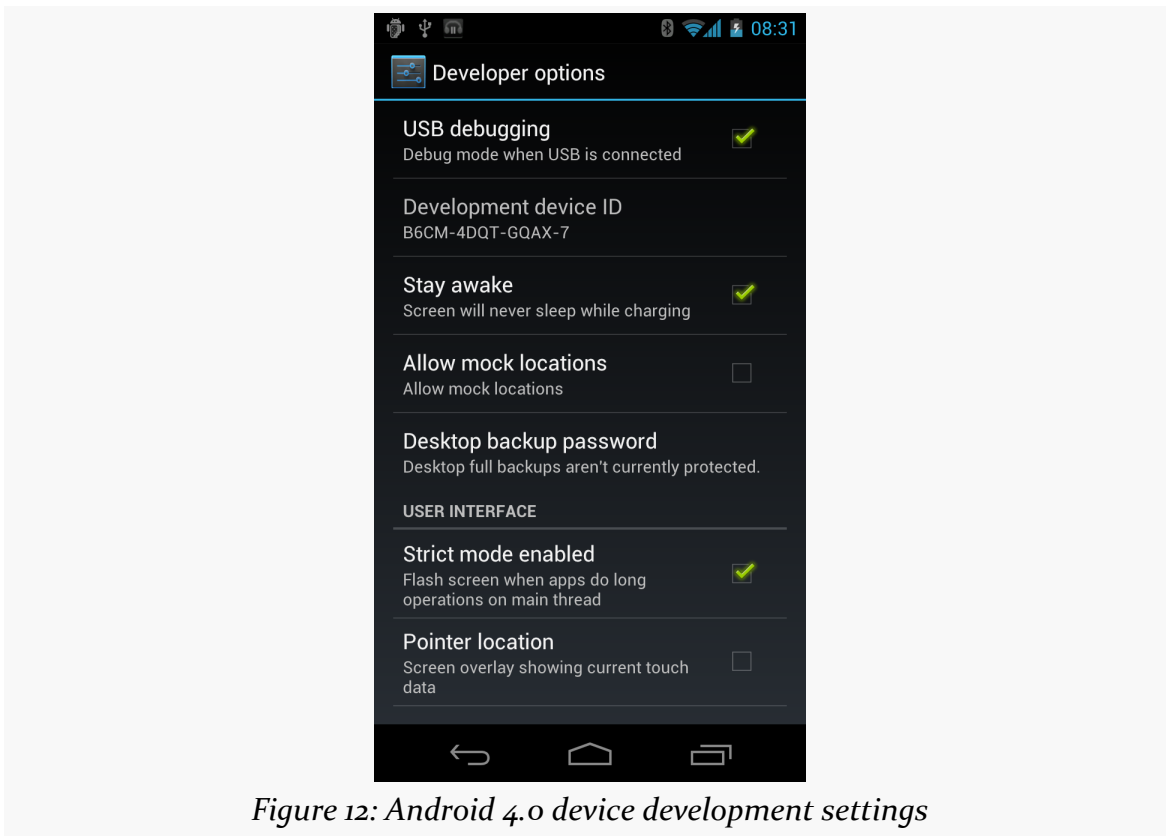 08:31
Developer options
USB debugging
Debug mode when USB is connected
Development device ID
B6CM-4DQT-GQAX-7
Stay awake
Screen will never sleep while charging
Allow mock locations
Allow mock locations
Desktop backup password
Desktop full backups aren't currently protected.
USER INTERFACE
Strict mode enabled
Flash screen when apps do long
operations on main thread
Pointer location
Screen overlay showing current touch
data
Figure 12: Android 4.0 device development settings